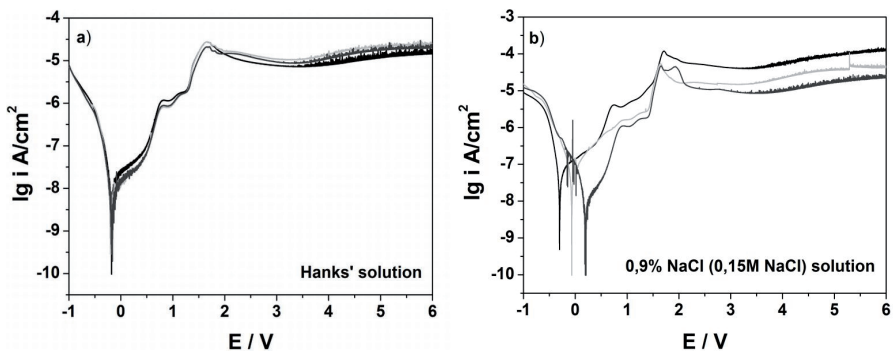 a)
-4
-5
-6
-7
-8
-9
-10
lg i A/cm²
-1 0 1 2 3 4 5 6
E / V
Hanks' solution
b)
-3
-4
-5
-6
-7
-8
-9
-10
lg i A/cm²
-1 0 1 2 3 4 5 6
E / V
0,9% NaCl (0,15M NaCl) solution